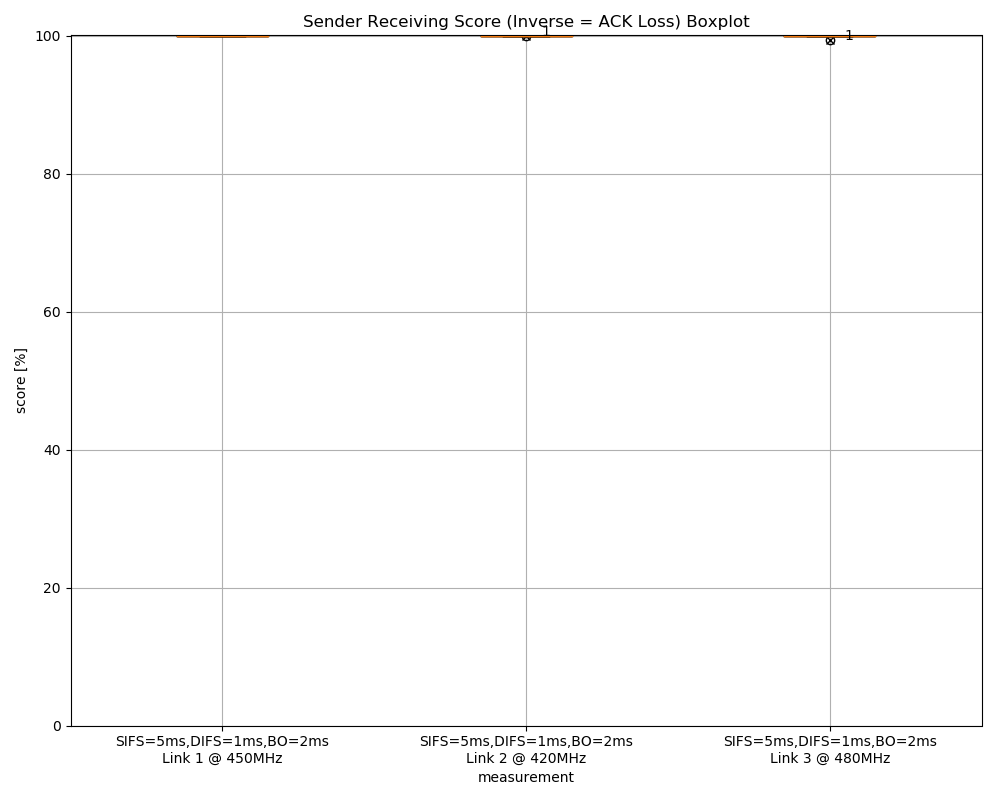 Sender Receiving Score (Inverse = ACK Loss) Boxplot
100
80
60
40
20
0
score [%]
1
1
SIFS=5ms,DIFS=1ms,BO=2ms
Link 1 @ 450MHz
SIFS=5ms,DIFS=1ms,BO=2ms
Link 2 @ 420MHz
SIFS=5ms,DIFS=1ms,BO=2ms
Link 3 @ 480MHz
measurement